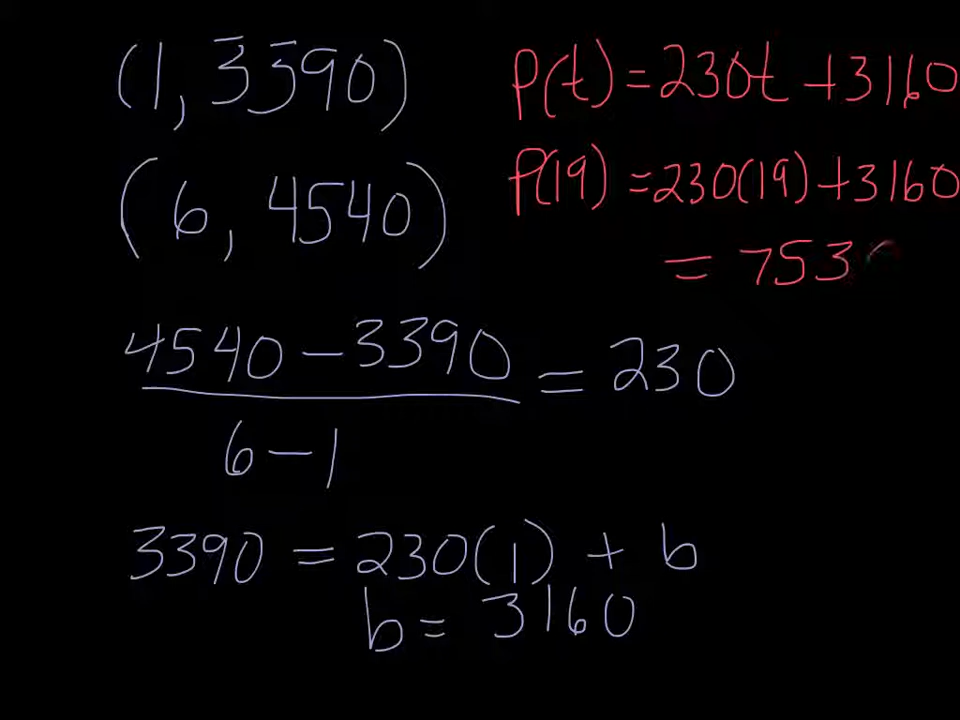 (1, 3390)
(6, 4540)
4540 - 3390
6 - 1
= 230
3390 = 230(1) + b
b = 3160
P(t) = 230t + 3160
P(19) = 230(19) + 3160
= 753